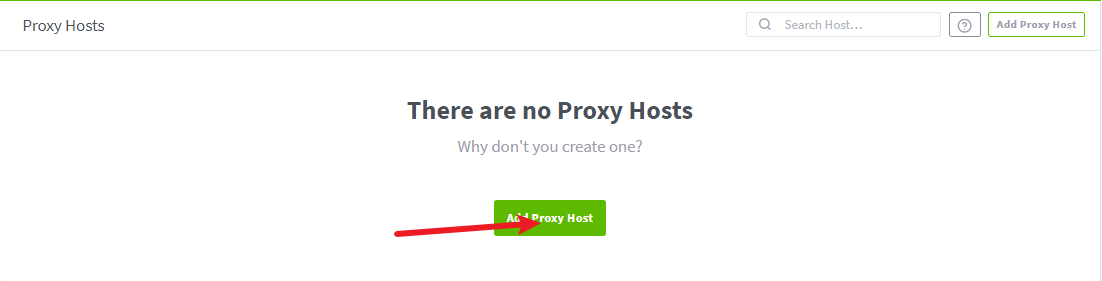 Proxy Hosts
Search Host...
Add Proxy Host
There are no Proxy Hosts
Why don't you create one?
Add Proxy Host